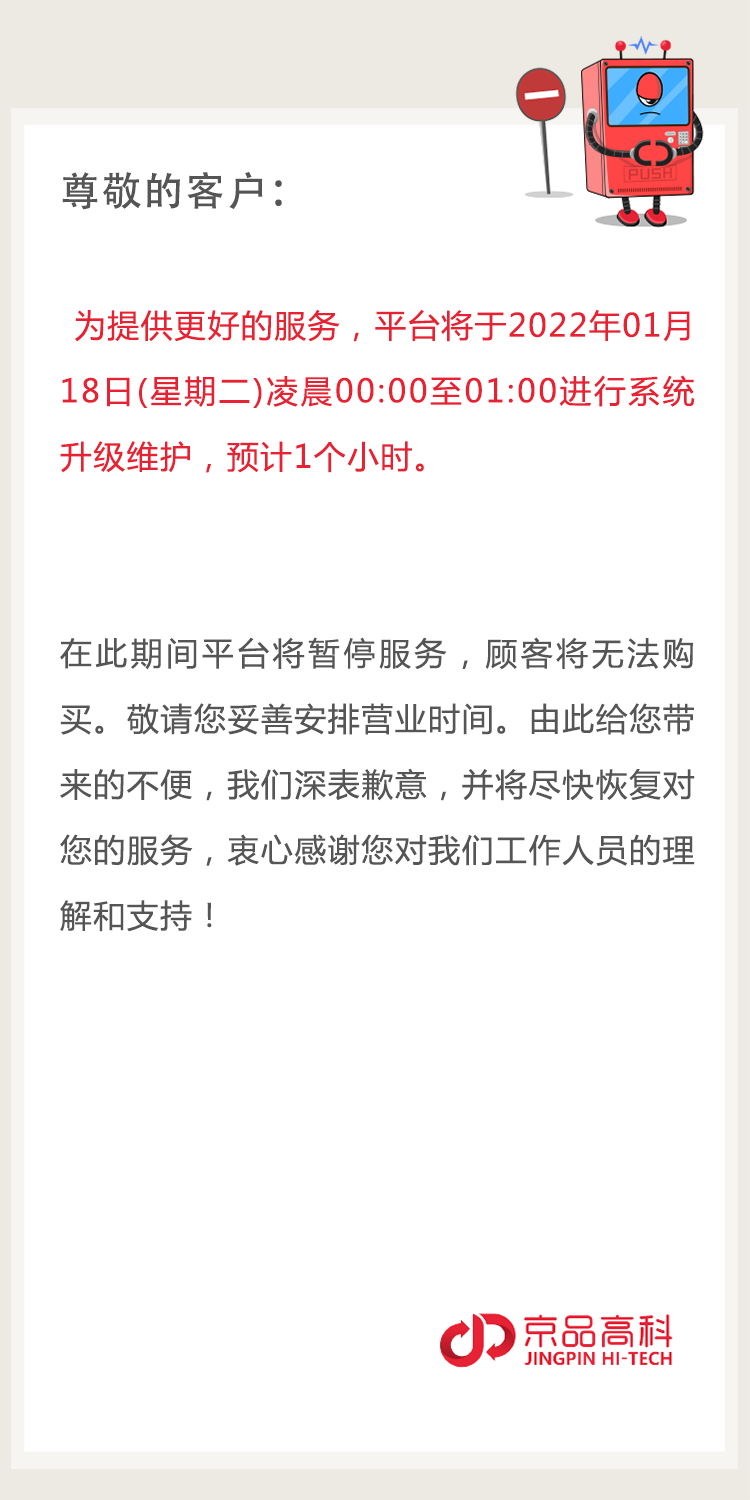 PUSH
尊敬的客户：
为提供更好的服务，平台将于2022年01月
18日(星期二)凌晨00:00至01:00进行系统
升级维护，预计1个小时。
在此期间平台将暂停服务，顾客将无法购
买。敬请您妥善安排营业时间。由此给您带
来的不便，我们深表歉意，并将尽快恢复对
您的服务，衷心感谢您对我们工作人员的理
解和支持！
京品高科
JINGPIN HI-TECH